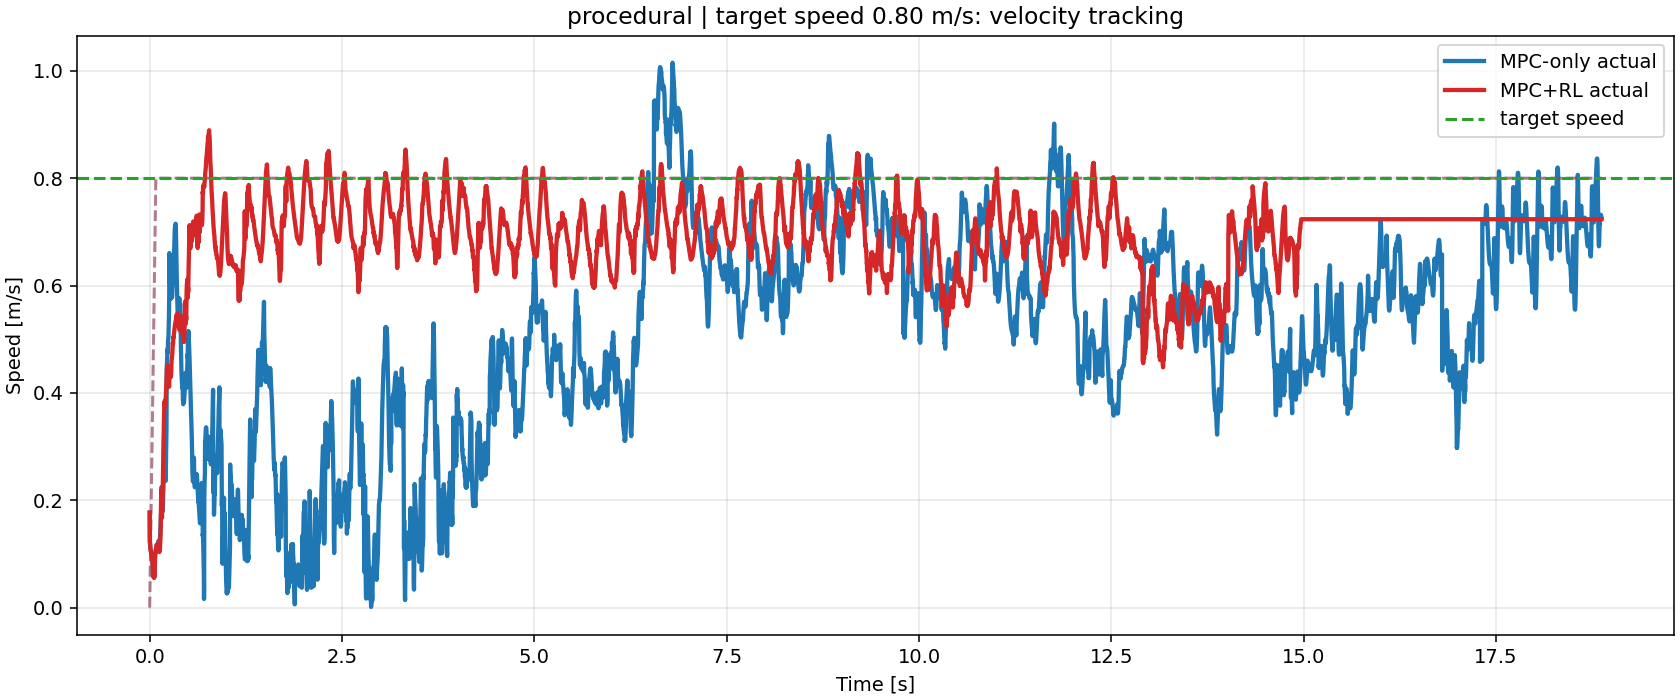 procedural | target speed 0.80 m/s: velocity tracking
MPC-only actual
MPC+RL actual
target speed
Speed [m/s]
1.0
0.8
0.6
0.4
0.2
0.0
0.0 2.5 5.0 7.5 10.0 12.5 15.0 17.5
Time [s]